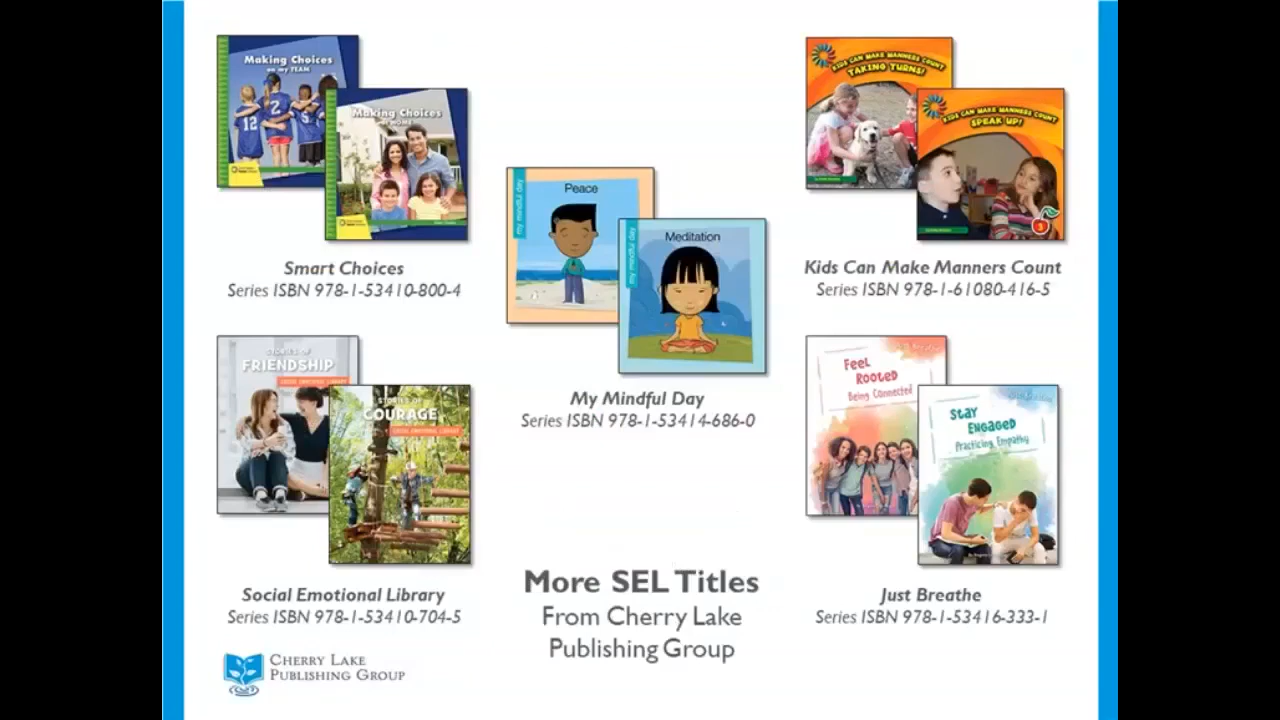 Making Choices
on my TEAM
Making Choices
at HOME
Smart Choices
Series ISBN 978-1-53410-800-4
my mindful day
Peace
my mindful day
Meditation
My Mindful Day
Series ISBN 978-1-53414-686-0
KIDS CAN MAKE MANNERS COUNT
TAKING TURNS!
KIDS CAN MAKE MANNERS COUNT
SPEAK UP!
3
Kids Can Make Manners Count
Series ISBN 978-1-61080-416-5
STORIES OF
FRIENDSHIP
SOCIAL EMOTIONAL LIBRARY
STORIES OF
COURAGE
SOCIAL EMOTIONAL LIBRARY
Social Emotional Library
Series ISBN 978-1-53410-704-5
Just Breathe
Feel
Rooted
Being Connected
Just Breathe
Stay
Engaged
Practicing Empathy
Just Breathe
Series ISBN 978-1-53416-333-1
More SEL Titles
From Cherry Lake
Publishing Group
CHERRY LAKE
PUBLISHING GROUP